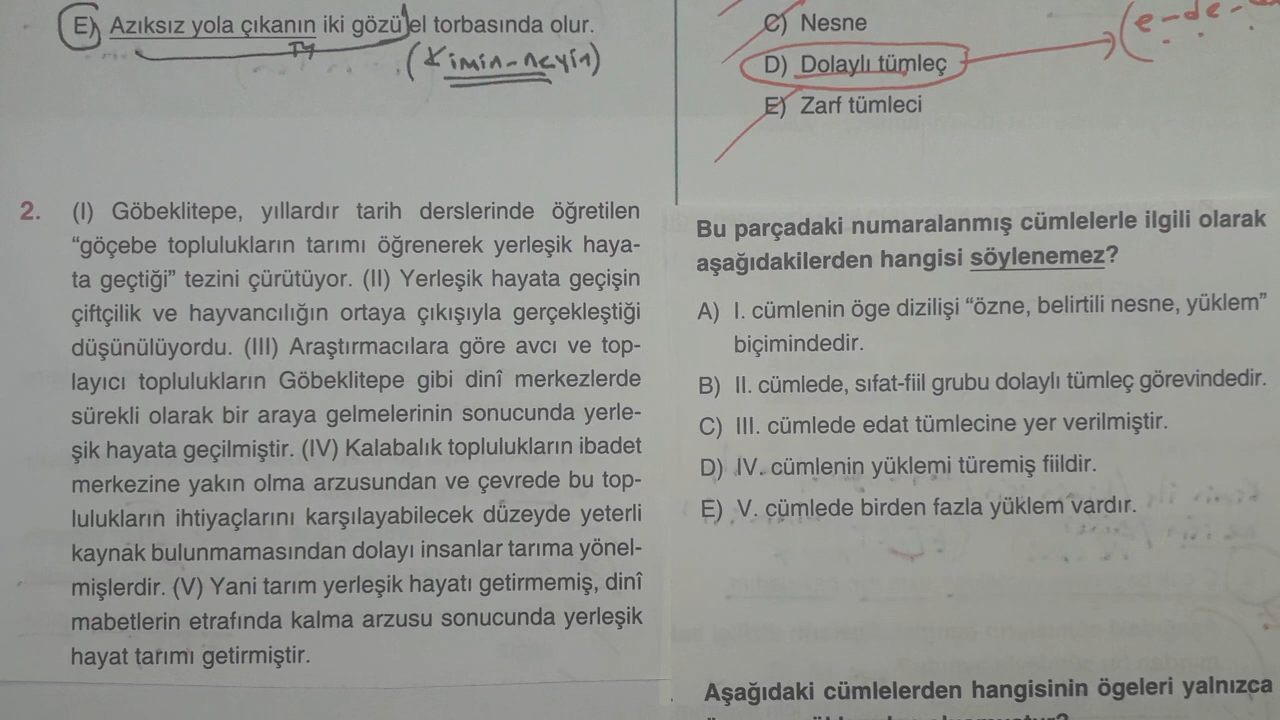 E) Azıksız yola çıkanın iki gözü el torbasında olur.
(Kimin-neyin)
C) Nesne
D) Dolaylı tümleç
(e-de-
E) Zarf tümleci
2. (I) Göbeklitepe, yıllardır tarih derslerinde öğretilen
“göçebe toplulukların tarımı öğrenerek yerleşik haya-
ta geçtiği” tezini çürütüyor. (II) Yerleşik hayata geçişin
çiftçilik ve hayvancılığın ortaya çıkışıyla gerçekleştiği
düşünülüyordu. (III) Araştırmacılara göre avcı ve top-
layıcı toplulukların Göbeklitepe gibi dinî merkezlerde
sürekli olarak bir araya gelmelerinin sonucunda yerle-
şik hayata geçilmiştir. (IV) Kalabalık toplulukların ibadet
merkezine yakın olma arzusundan ve çevrede bu top-
lulukların ihtiyaçlarını karşılayabilecek düzeyde yeterli
kaynak bulunmamasından dolayı insanlar tarıma yönel-
mişlerdir. (V) Yani tarım yerleşik hayatı getirmemiş, dinî
mabetlerin etrafında kalma arzusu sonucunda yerleşik
hayat tarımı getirmiştir.
Bu parçadaki numaralanmış cümlelerle ilgili olarak
aşağıdakilerden hangisi söylenemez?
A) I. cümlenin öge dizilişi “özne, belirtili nesne, yüklem”
biçimindedir.
B) II. cümlede, sıfat-fiil grubu dolaylı tümleç görevindedir.
C) III. cümlede edat tümlecine yer verilmiştir.
D) IV. cümlenin yüklemi türemiş fiildir.
E) V. cümlede birden fazla yüklem vardır.
Aşağıdaki cümlelerden hangisinin ögeleri yalnızca